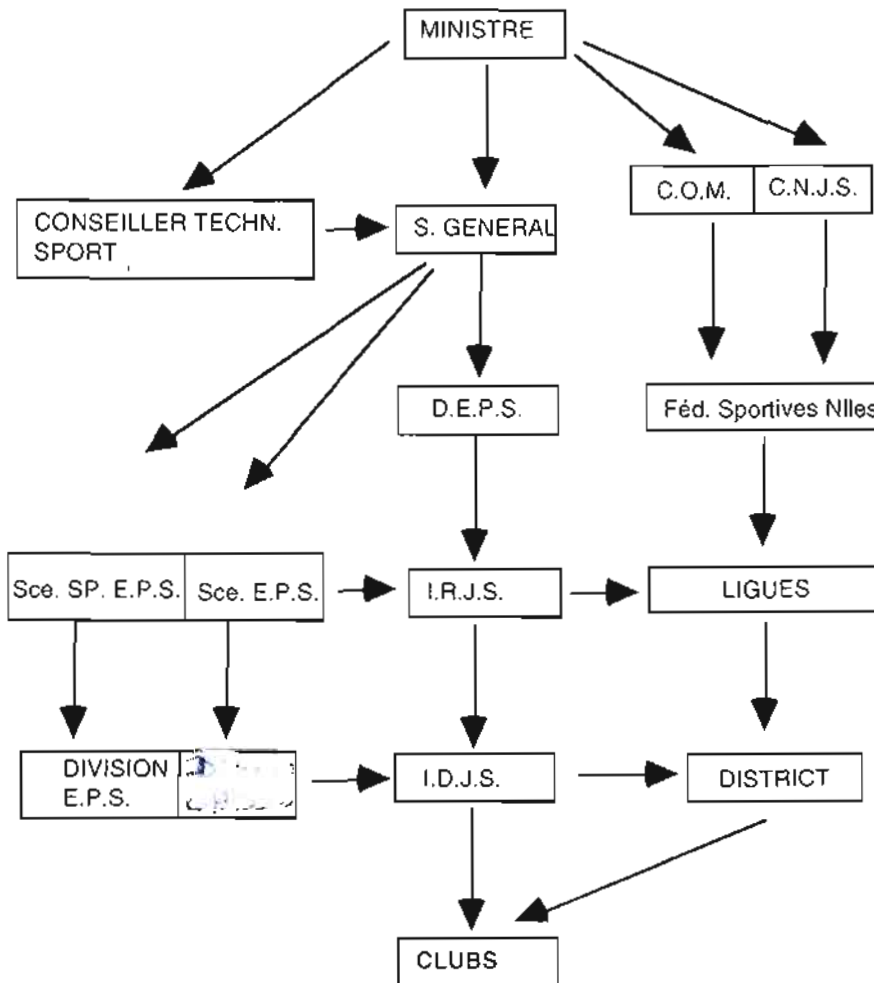 MINISTRE
C.O.M. C.N.J.S.
CONSEILLER TECHN.
SPORT
S. GENERAL
D.E.P.S.
Féd. Sportives Nlles
Sce. SP. E.P.S. Sce. E.P.S.
I.R.J.S.
LIGUES
DIVISION
E.P.S.
I.D.J.S.
DISTRICT
CLUBS